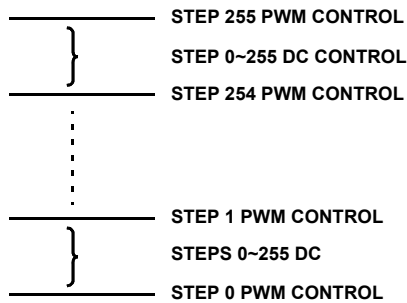 STEP 255 PWM CONTROL
STEP 0~255 DC CONTROL
STEP 254 PWM CONTROL
STEP 1 PWM CONTROL
STEPS 0~255 DC
STEP 0 PWM CONTROL